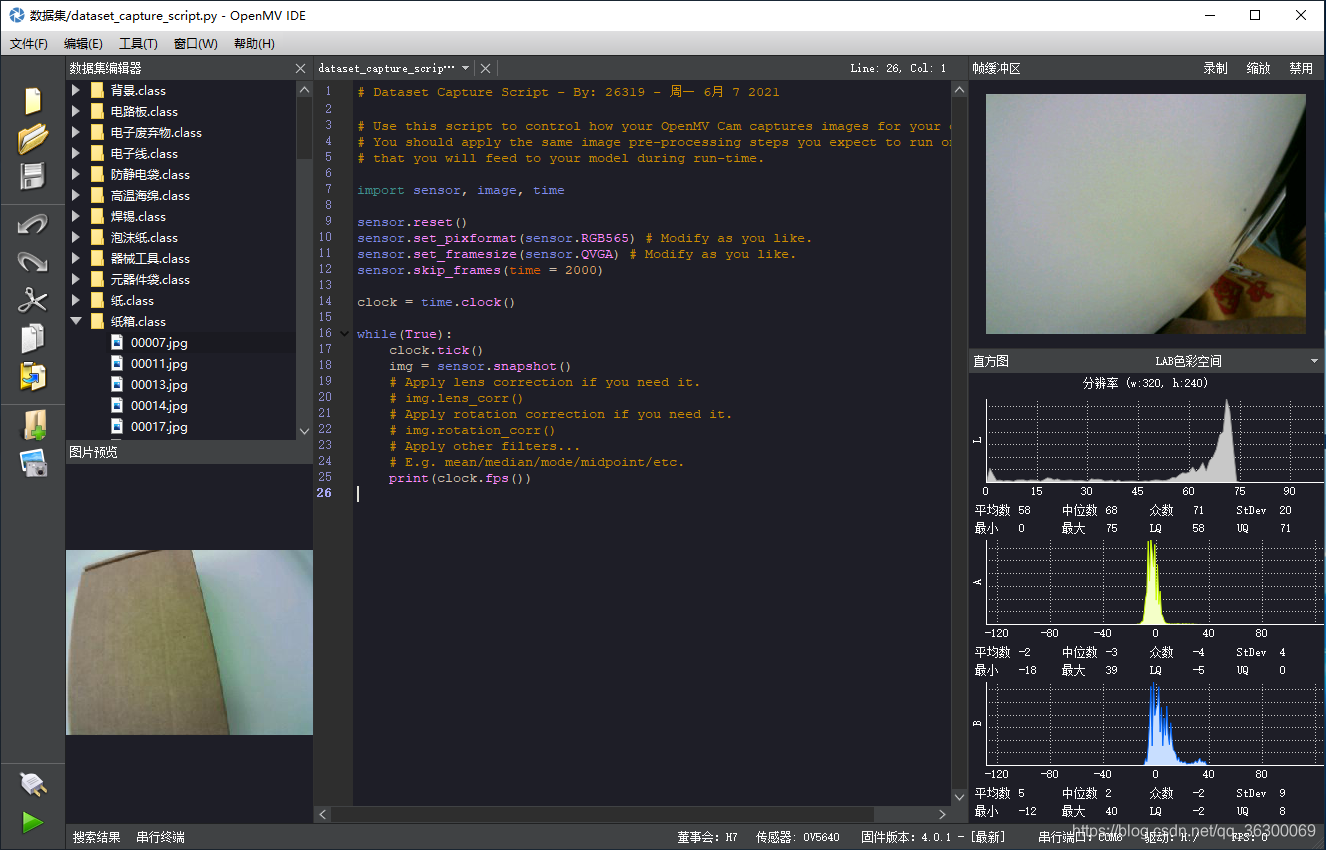 数据集/dataset_capture_script.py - OpenMV IDE
文件(F) 编辑(E) 工具(T) 窗口(W) 帮助(H)
数据集编辑器
背景.class
电路板.class
电子废弃物.class
电子线.class
防静电袋.class
高温海绵.class
焊锡.class
泡沫纸.class
器械工具.class
元器件袋.class
纸.class
纸箱.class
00007.jpg
00011.jpg
00013.jpg
00014.jpg
00017.jpg
图片预览
dataset_capture_scrip… Line: 26, Col: 1
1 # Dataset Capture Script - By: 26319 - 周一 6月 7 2021
2
3 # Use this script to control how your OpenMV Cam captures images for your
4 # You should apply the same image pre-processing steps you expect to run
5 # that you will feed to your model during run-time.
6
7 import sensor, image, time
8
9 sensor.reset()
10 sensor.set_pixformat(sensor.RGB565) # Modify as you like.
11 sensor.set_framesize(sensor.QVGA) # Modify as you like.
12 sensor.skip_frames(time = 2000)
13
14 clock = time.clock()
15
16 while(True):
17 clock.tick()
18 img = sensor.snapshot()
19 # Apply lens correction if you need it.
20 # img.lens_corr()
21 # Apply rotation correction if you need it.
22 # img.rotation_corr()
23 # Apply other filters...
24 # E.g. mean/median/mode/midpoint/etc.
25 print(clock.fps())
26
帧缓冲区 录制 缩放 禁用
直方图 LAB色彩空间
分辨率 (w:320, h:240)
L
0 15 30 45 60 75 90
平均数 58 中位数 68 众数 71 StDev 20
最小 0 最大 75 LQ 58 UQ 71
A
-120 -80 -40 0 40 80
平均数 -2 中位数 -3 众数 -4 StDev 4
最小 -18 最大 39 LQ -5 UQ 0
B
-120 -80 -40 0 40 80
平均数 5 中位数 2 众数 -2 StDev 9
最小 -12 最大 40 LQ -2 UQ 8
搜索结果 串行终端 董事会: H7 传感器: OV5640 固件版本: 4.0.1 - [最新] 串行端口: COM6 驱动: H:/ FPS: 0
https://blog.csdn.net/qq_36300069